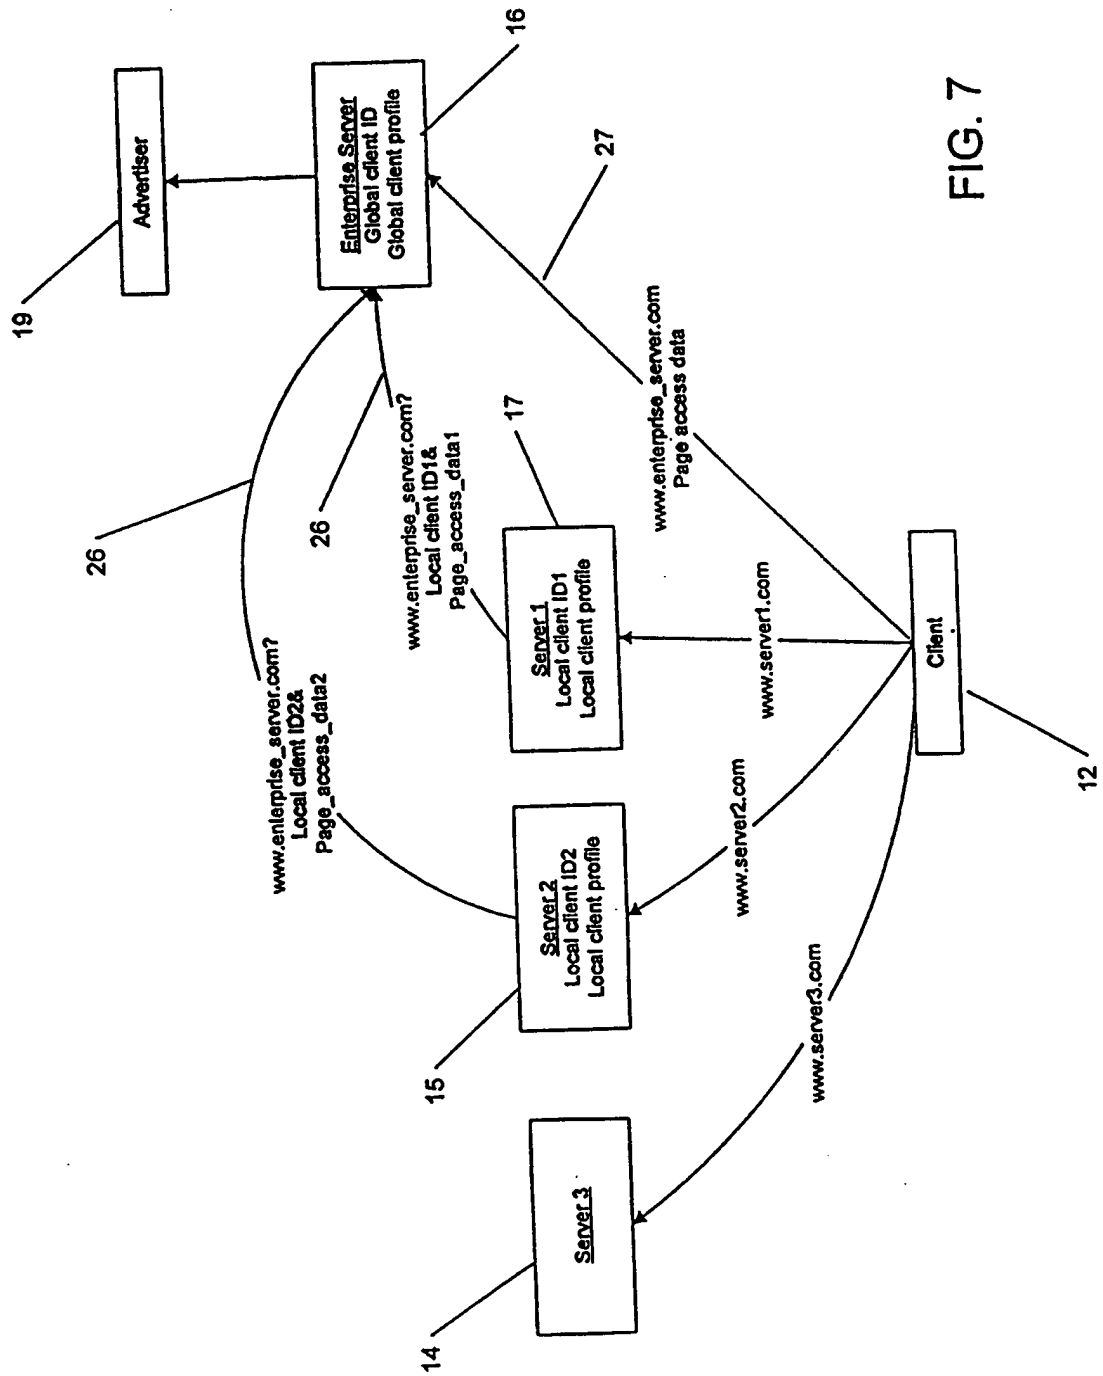 19
Advertiser
16
Enterprise Server
Global client ID
Global client profile
26
26
27
www.enterprise_server.com?
Local client ID2&
Page_access_data2
www.enterprise_server.com?
Local client ID1&
Page_access_data1
www.enterprise_server.com
Page access data
14
Server 3
15
Server 2
Local client ID2
Local client profile
17
Server 1
Local client ID1
Local client profile
www.server3.com
www.server2.com
www.server1.com
Client
12
FIG. 7